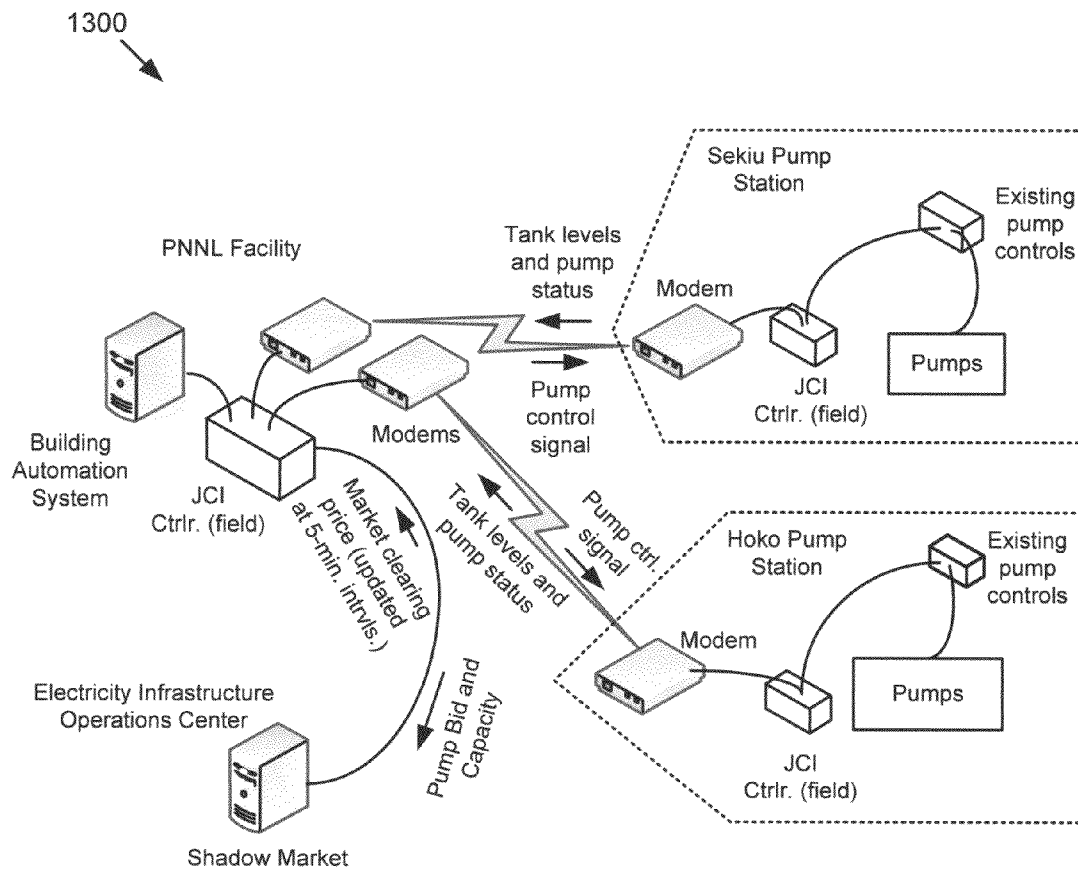 1300
Sekiu Pump
Station
Existing
pump
controls
PNNL Facility
Tank levels
and pump
status
Modem
Pumps
JCI
Ctrlr. (field)
Pump
control
signal
Modems
Building
Automation
System
JCI
Ctrlr. (field)
Market clearing
price (updated
at 5-min. intrvls.)
Tank levels and
pump status
Pump ctrl.
signal
Hoko Pump
Station
Existing
pump
controls
Modem
Pumps
JCI
Ctrlr. (field)
Electricity Infrastructure
Operations Center
Pump Bid and
Capacity
Shadow Market